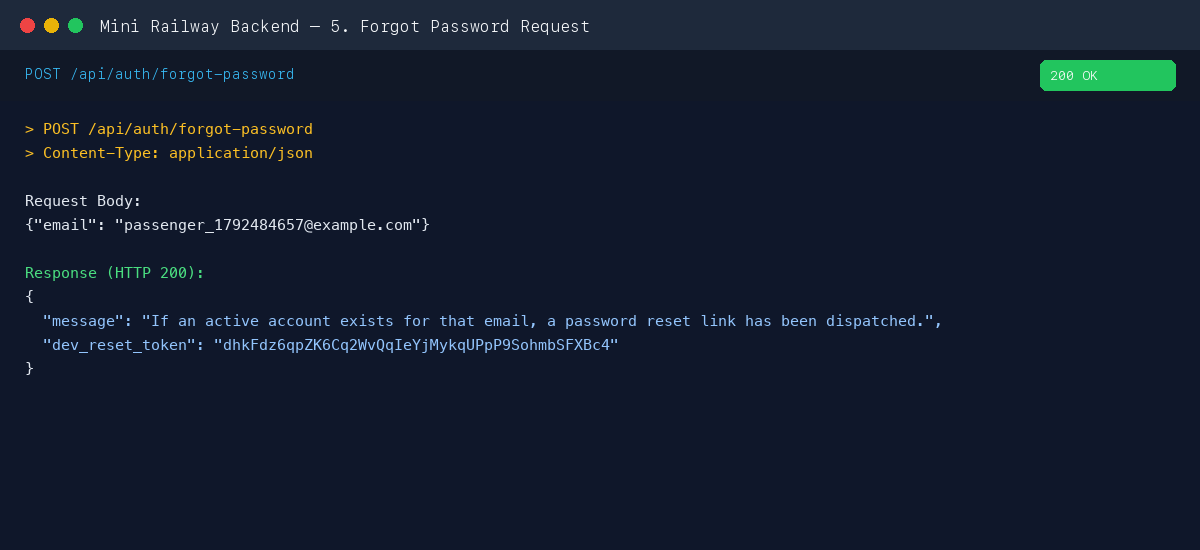 Mini Railway Backend — 5. Forgot Password Request
POST /api/auth/forgot-password
200 OK
> POST /api/auth/forgot-password
> Content-Type: application/json
Request Body:
{"email": "passenger_1792484657@example.com"}
Response (HTTP 200):
{
"message": "If an active account exists for that email, a password reset link has been dispatched.",
"dev_reset_token": "dhkFdz6qpZK6Cq2WvQqIeYjMykqUPpP9SohmbSFXBc4"
}